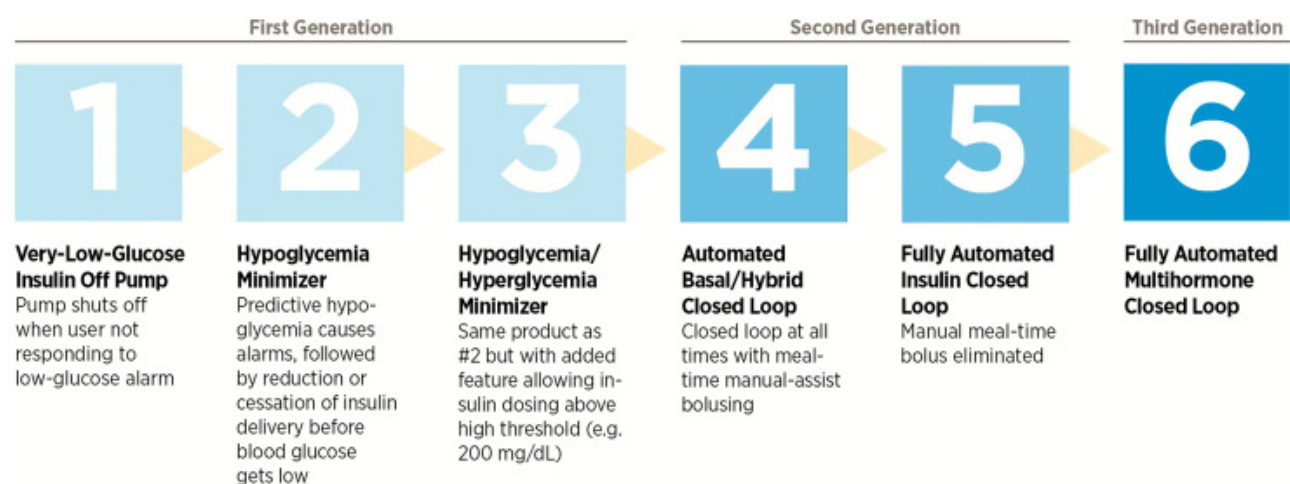 First Generation
Second Generation
Third Generation
1
2
3
4
5
6
Very-Low-Glucose
Insulin Off Pump
Pump shuts off
when user not
responding to
low-glucose alarm
Hypoglycemia
Minimizer
Predictive hypo-
glycemia causes
alarms, followed
by reduction or
cessation of insulin
delivery before
blood glucose
gets low
Hypoglycemia/
Hyperglycemia
Minimizer
Same product as
#2 but with added
feature allowing in-
sulin dosing above
high threshold (e.g.
200 mg/dL)
Automated
Basal/Hybrid
Closed Loop
Closed loop at all
times with meal-
time manual-assist
bolusing
Fully Automated
Insulin Closed
Loop
Manual meal-time
bolus eliminated
Fully Automated
Multihormone
Closed Loop